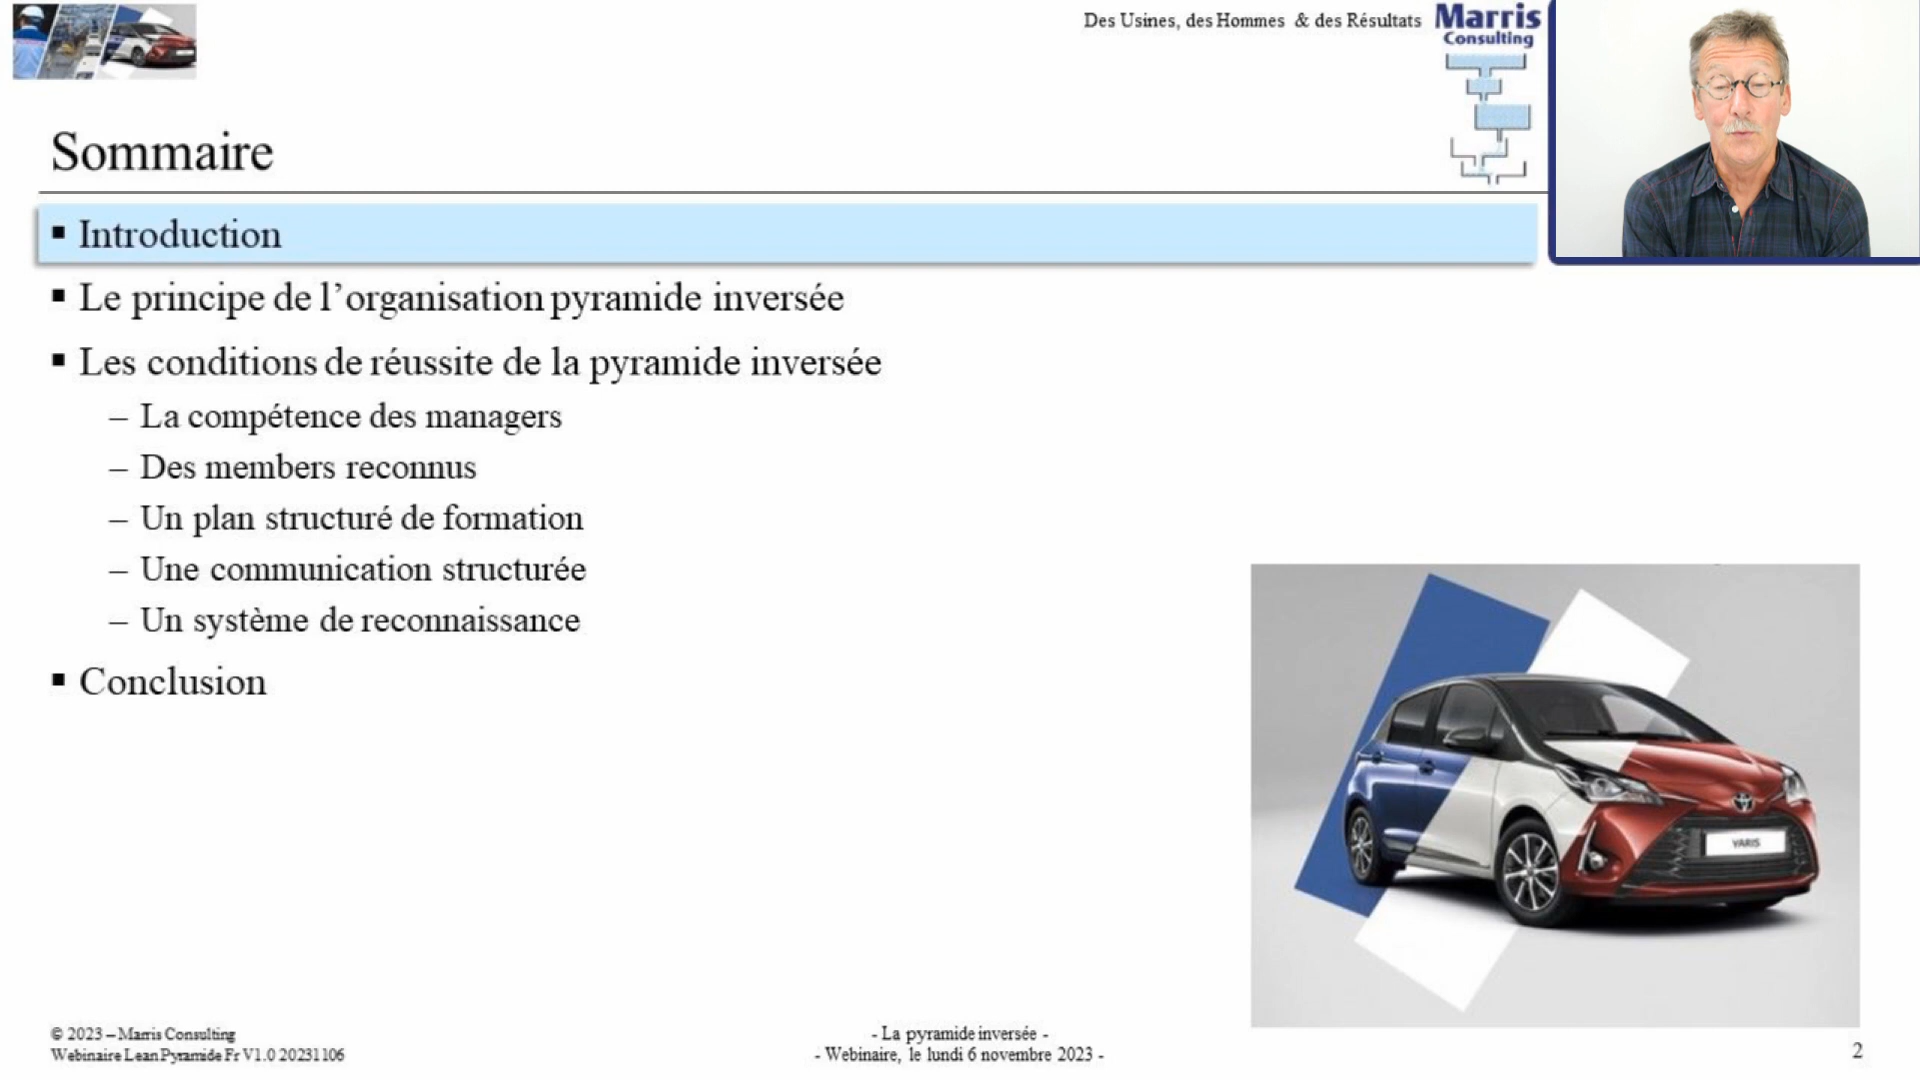 Des Usines, des Hommes & des Résultats
Marris
Consulting
Sommaire
▪ Introduction
▪ Le principe de l’organisation pyramide inversée
▪ Les conditions de réussite de la pyramide inversée
– La compétence des managers
– Des members reconnus
– Un plan structuré de formation
– Une communication structurée
– Un système de reconnaissance
▪ Conclusion
YARIS
© 2023 – Marris Consulting
Webinaire Lean Pyramide Fr V1.0 20231106
- La pyramide inversée -
- Webinaire, le lundi 6 novembre 2023 -
2